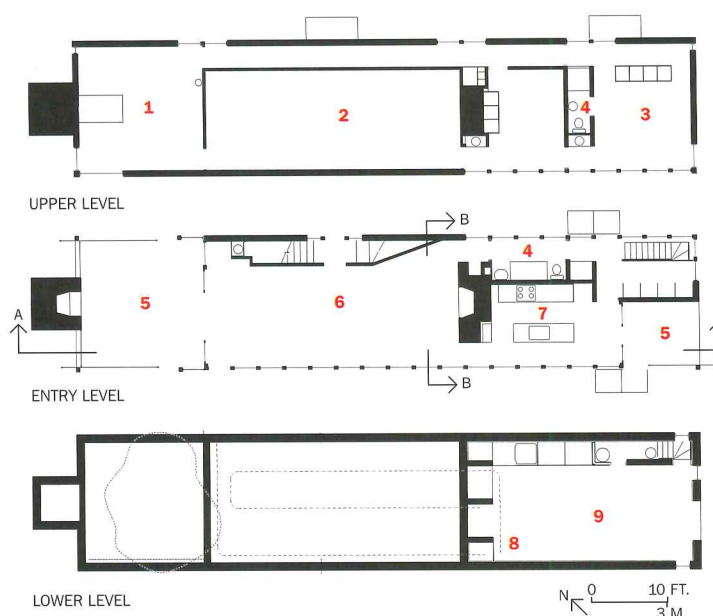 1
2
4
3
UPPER LEVEL
B
4
5
6
7
5
A
B
ENTRY LEVEL
8
9
LOWER LEVEL
N 0 10 FT.
3 M.